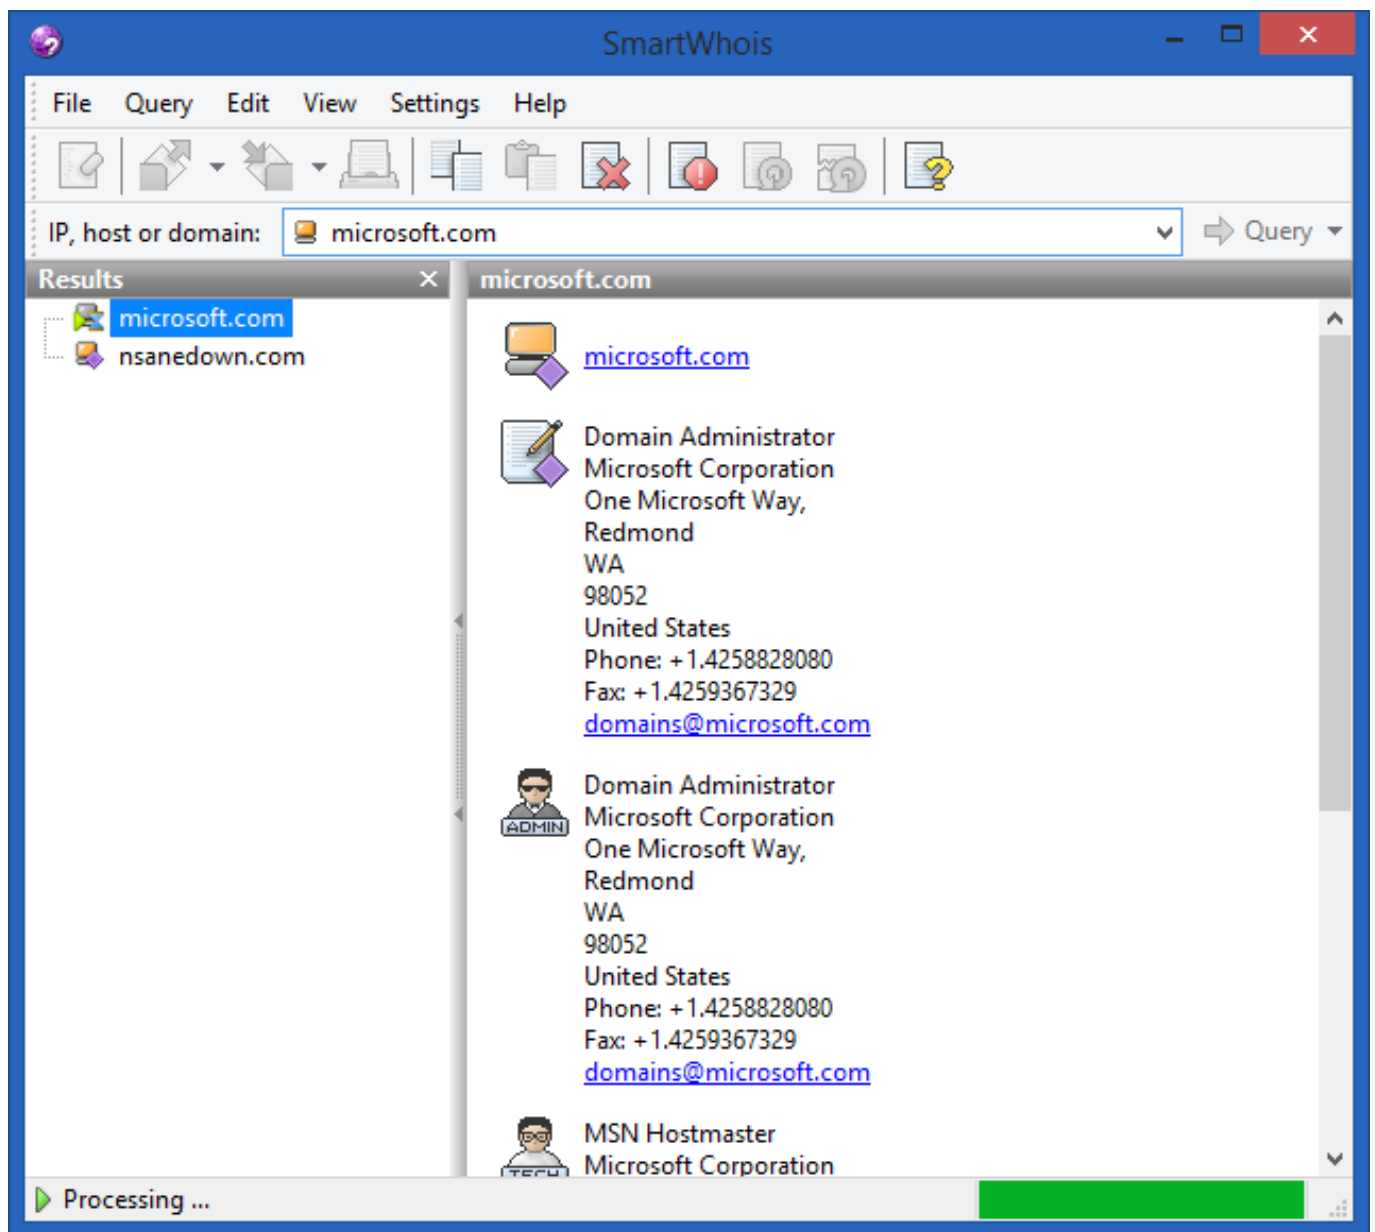 SmartWhois
File Query Edit View Settings Help
IP, host or domain: microsoft.com Query
Results
microsoft.com
nsanedown.com
microsoft.com
microsoft.com
Domain Administrator
Microsoft Corporation
One Microsoft Way,
Redmond
WA
98052
United States
Phone: +1.4258828080
Fax: +1.4259367329
domains@microsoft.com
ADMIN
Domain Administrator
Microsoft Corporation
One Microsoft Way,
Redmond
WA
98052
United States
Phone: +1.4258828080
Fax: +1.4259367329
domains@microsoft.com
TECH
MSN Hostmaster
Microsoft Corporation
Processing ...